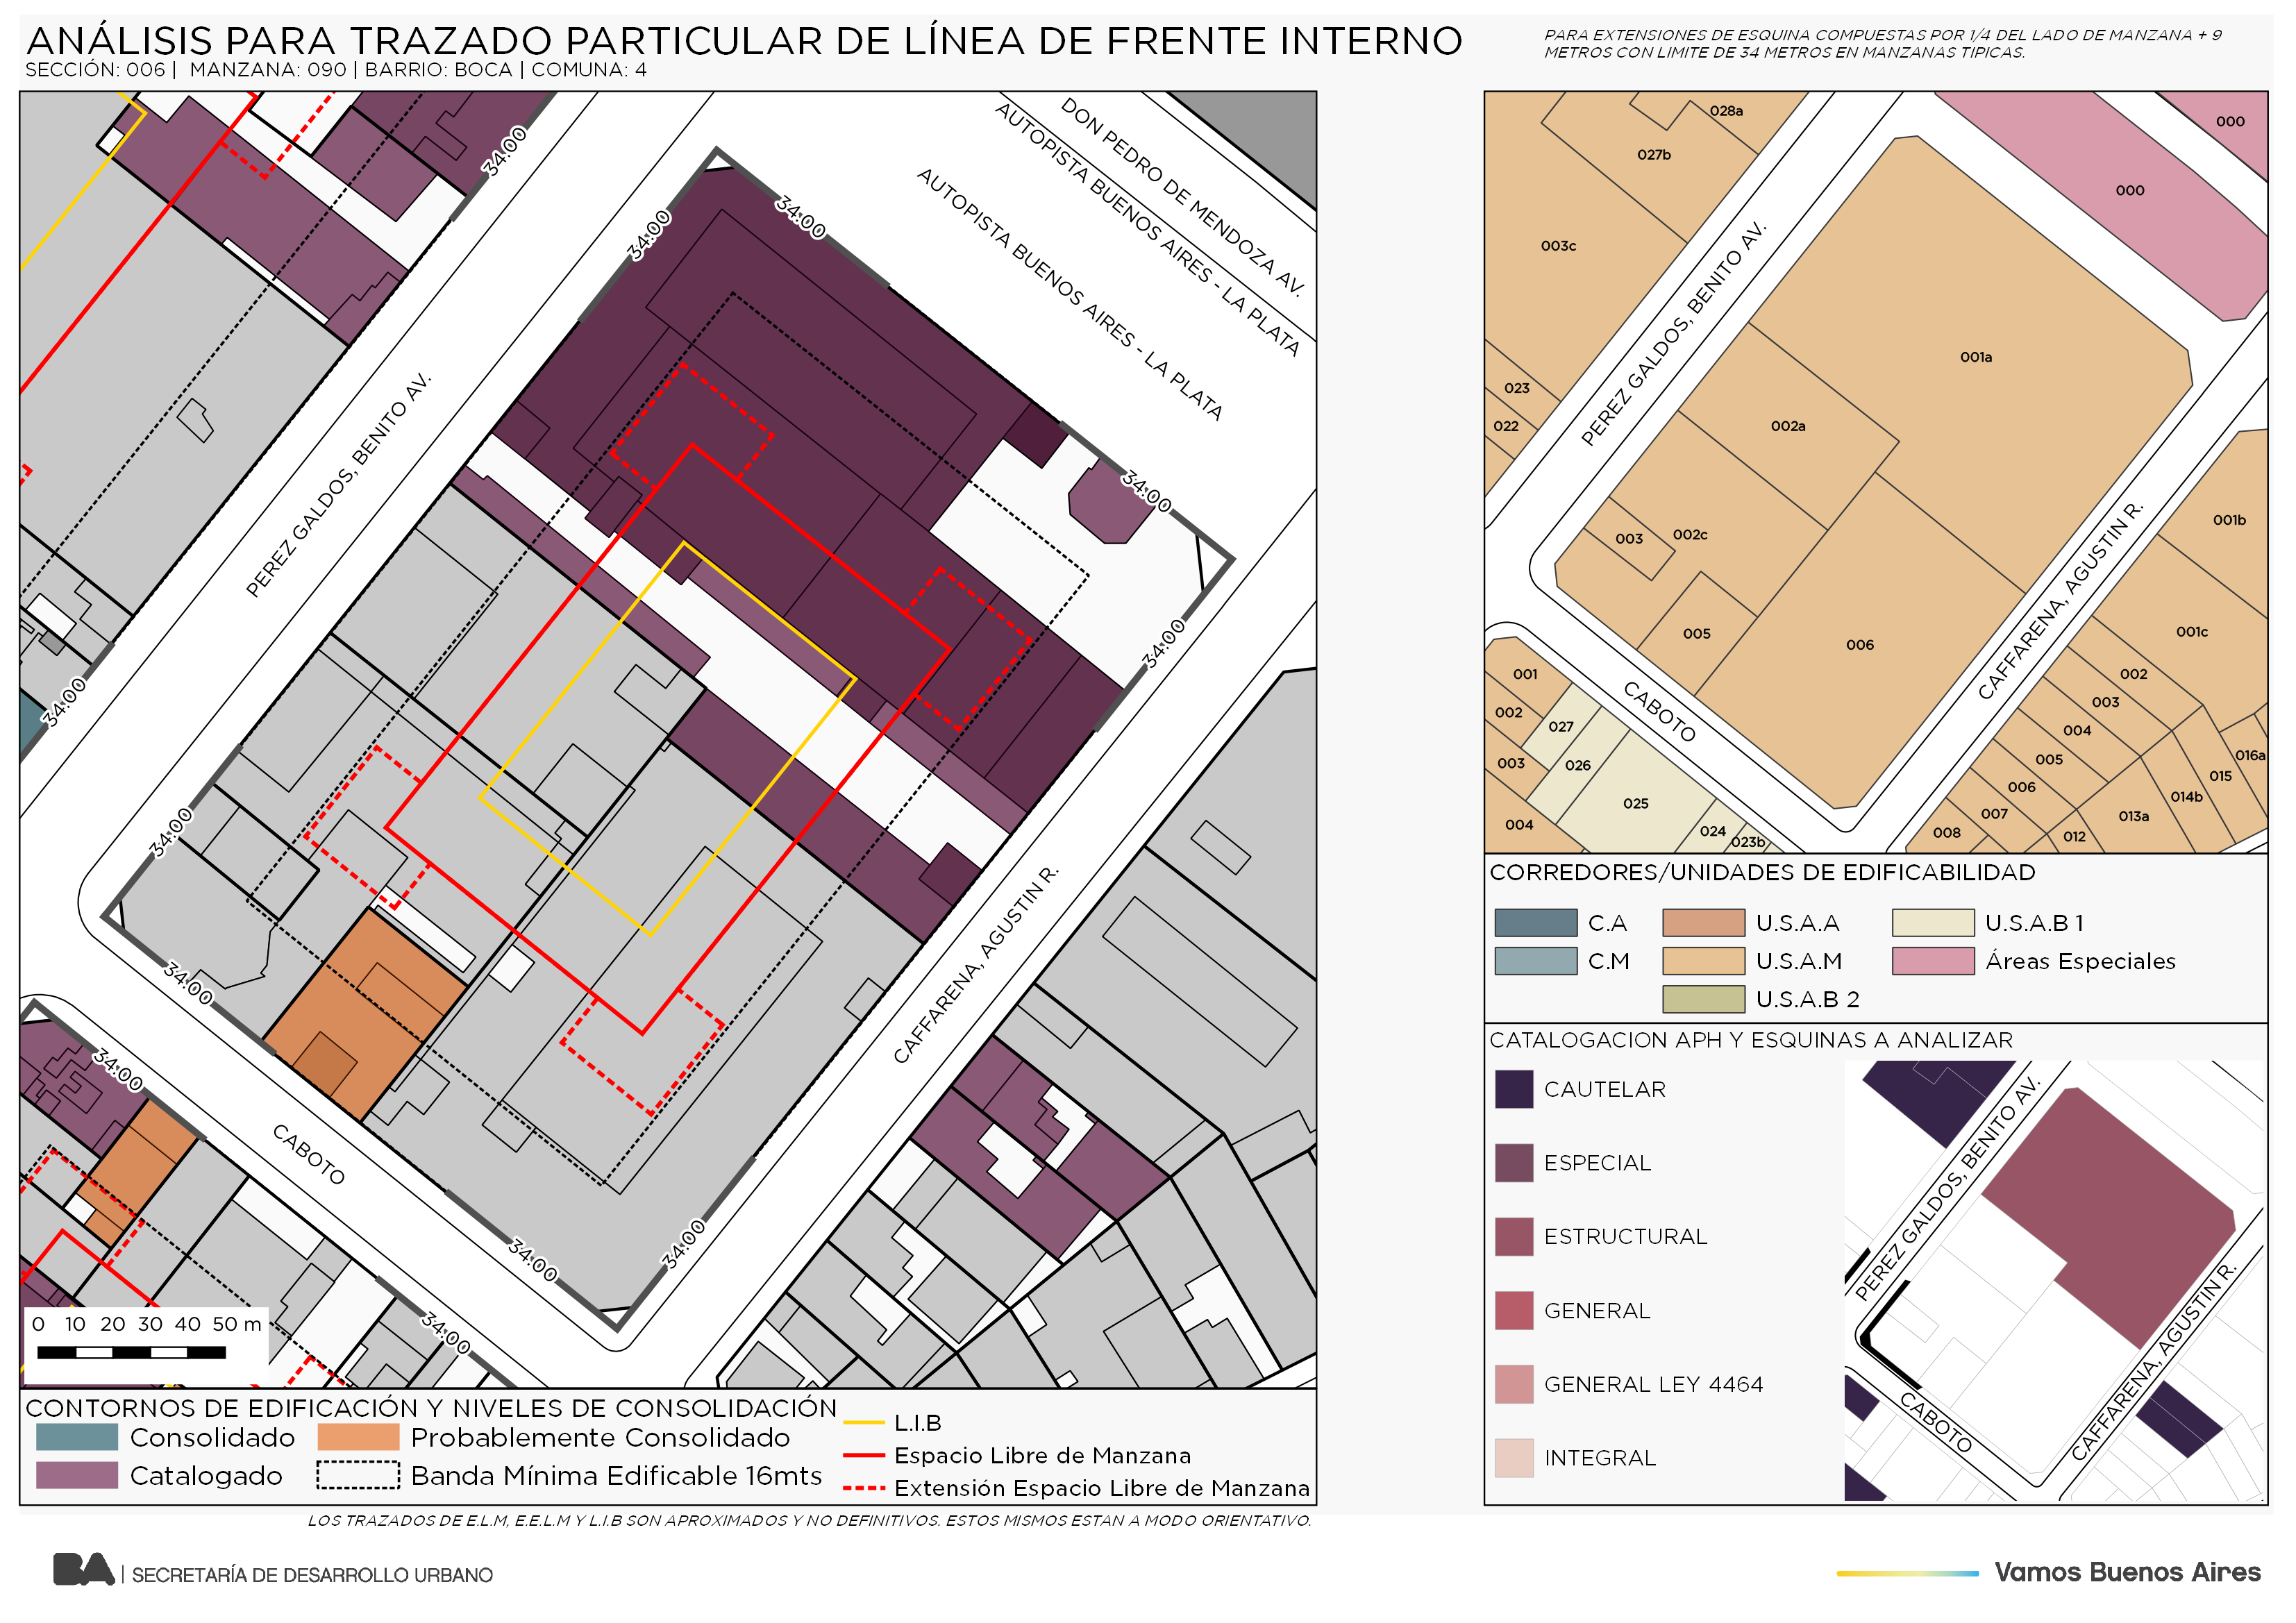 ANÁLISIS PARA TRAZADO PARTICULAR DE LÍNEA DE FRENTE INTERNO
SECCIÓN: 006 | MANZANA: 090 | BARRIO: BOCA | COMUNA: 4
PARA EXTENSIONES DE ESQUINA COMPUESTAS POR 1/4 DEL LADO DE MANZANA + 9
METROS CON LIMITE DE 34 METROS EN MANZANAS TIPICAS.
34:00
34:00
34:00
DON PEDRO DE MENDOZA AV.
AUTOPISTA BUENOS AIRES - LA PLATA
AUTOPISTA BUENOS AIRES - LA PLATA
PEREZ GALDOS, BENITO AV.
34:00
34:00
34:00
34:00
34:00
34:00
CAFFARENA, AGUSTIN R.
CABOTO
34:00
34:00
34:00
0 10 20 30 40 50 m
CONTORNOS DE EDIFICACIÓN Y NIVELES DE CONSOLIDACIÓN
Consolidado
Probablemente Consolidado
Catalogado
Banda Mínima Edificable 16mts
L.I.B
Espacio Libre de Manzana
Extensión Espacio Libre de Manzana
LOS TRAZADOS DE E.L.M, E.E.L.M Y L.I.B SON APROXIMADOS Y NO DEFINITIVOS. ESTOS MISMOS ESTAN A MODO ORIENTATIVO.
028a
027b
000
000
003c
PEREZ GALDOS, BENITO AV.
001a
023
022
002a
001b
003
002c
005
006
CAFFARENA, AGUSTIN R.
001c
001
002
002
003
027
CABOTO
004
003
026
005
016a
015
025
006
014b
004
024
007
013a
023b
008
012
CORREDORES/UNIDADES DE EDIFICABILIDAD
C.A
U.S.A.A
U.S.A.B 1
C.M
U.S.A.M
Áreas Especiales
U.S.A.B 2
CATALOGACION APH Y ESQUINAS A ANALIZAR
CAUTELAR
ESPECIAL
ESTRUCTURAL
GENERAL
GENERAL LEY 4464
INTEGRAL
PEREZ GALDOS, BENITO AV.
CABOTO
CAFFARENA, AGUSTIN R.
BA | SECRETARÍA DE DESARROLLO URBANO
Vamos Buenos Aires